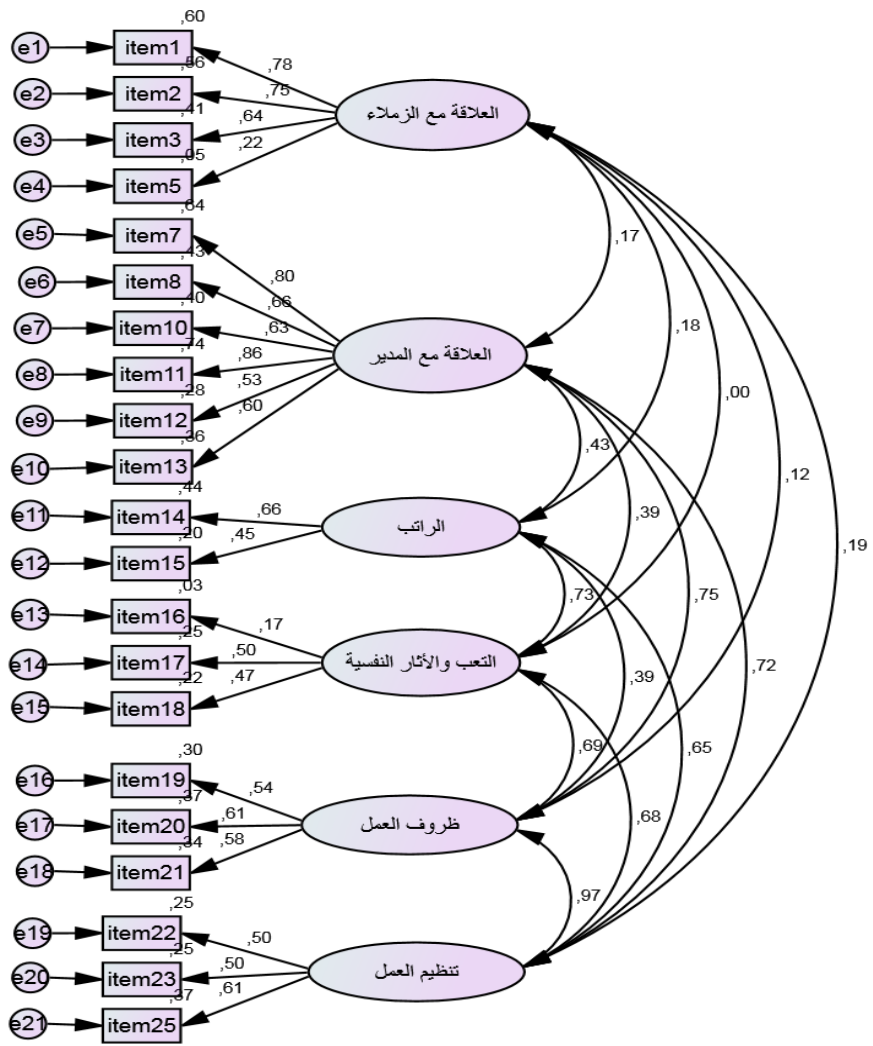 ,60
e1 item1 ,78
,56
e2 item2 ,75
,41
e3 item3 ,64
,05
e4 item5 ,22
العلاقة مع الزملاء
,64
e5 item7 ,80
,43
e6 item8 ,66
,40
e7 item10 ,63
,74
e8 item11 ,86
,28
e9 item12 ,53
,36
e10 item13 ,60
العلاقة مع المدير
,44
e11 item14 ,66
,20
e12 item15 ,45
الراتب
,03
e13 item16 ,17
,25
e14 item17 ,50
,22
e15 item18 ,47
التعب والأثار النفسية
,30
e16 item19 ,54
,37
e17 item20 ,61
,34
e18 item21 ,58
ظروف العمل
,25
e19 item22 ,50
,25
e20 item23 ,50
,37
e21 item25 ,61
تنظيم العمل
,17
,18
,00
,12
,19
,43
,39
,75
,72
,73
,39
,65
,69
,68
,97